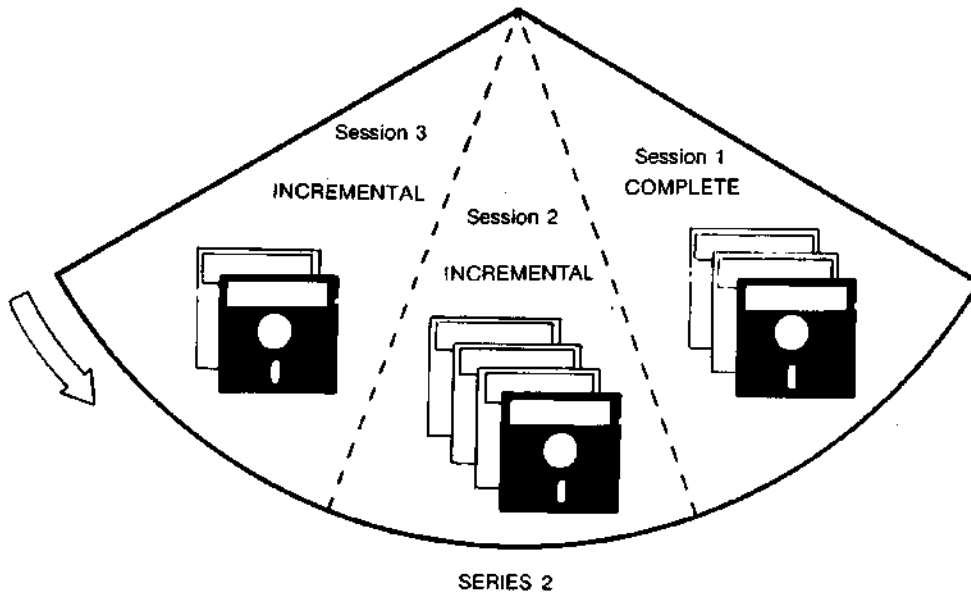 Session 3
INCREMENTAL
Session 2
INCREMENTAL
Session 1
COMPLETE
SERIES 2